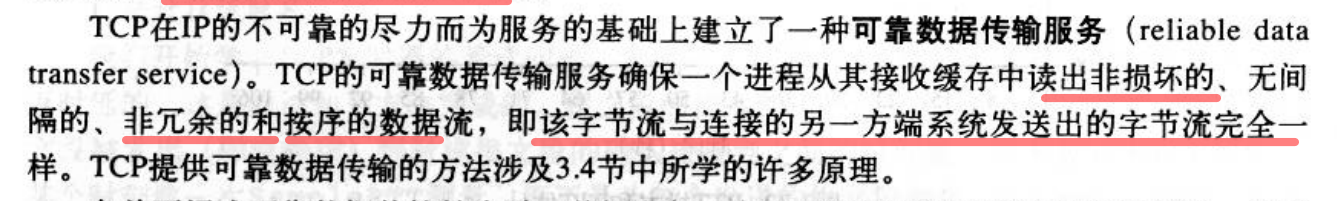 TCP在IP的不可靠的尽力而为服务的基础上建立了一种可靠数据传输服务（reliable data
transfer service）。TCP的可靠数据传输服务确保一个进程从其接收缓存中读出非损坏的、无间
隔的、非冗余的和按序的数据流，即该字节流与连接的另一方端系统发送出的字节流完全一
样。TCP提供可靠数据传输的方法涉及3.4节中所学的许多原理。